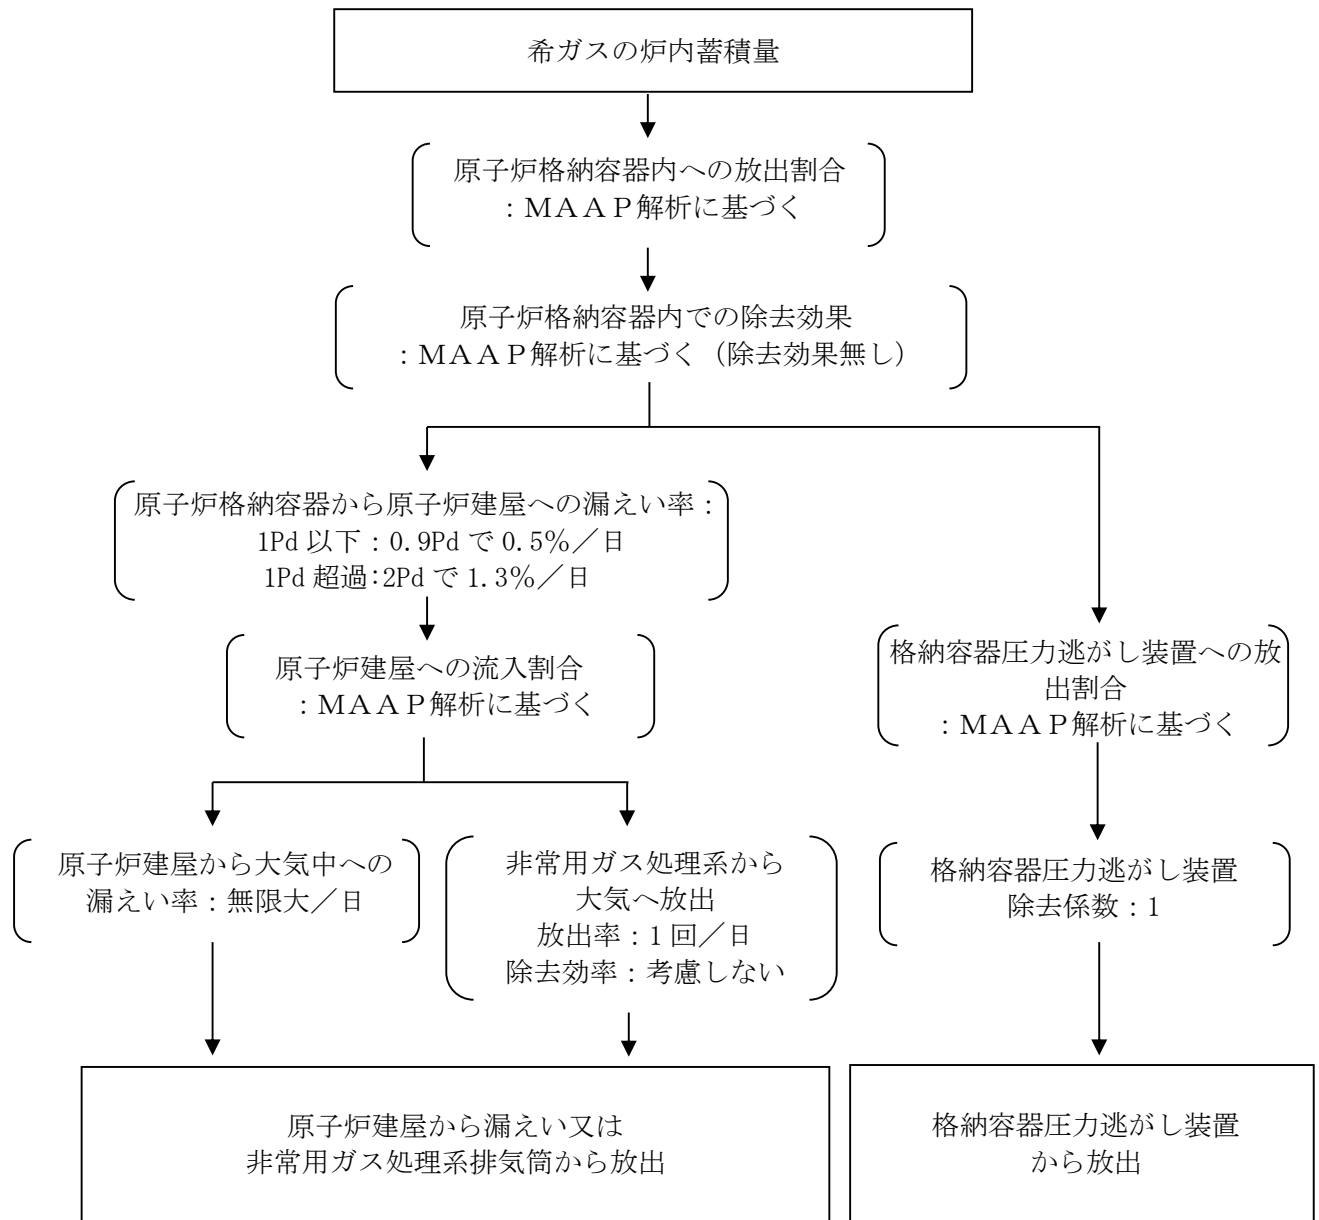 希ガスの炉内蓄積量
原子炉格納容器内への放出割合
：ＭＡＡＰ解析に基づく
原子炉格納容器内での除去効果
：ＭＡＡＰ解析に基づく（除去効果無し）
原子炉格納容器から原子炉建屋への漏えい率：
1Pd 以下：0.9Pd で 0.5％／日
1Pd 超過：2Pd で 1.3％／日
原子炉建屋への流入割合
：ＭＡＡＰ解析に基づく
格納容器圧力逃がし装置への放
出割合
：ＭＡＡＰ解析に基づく
原子炉建屋から大気中への
漏えい率：無限大／日
非常用ガス処理系から
大気へ放出
放出率：1 回／日
除去効率：考慮しない
格納容器圧力逃がし装置
除去係数：1
原子炉建屋から漏えい又は
非常用ガス処理系排気筒から放出
格納容器圧力逃がし装置
から放出